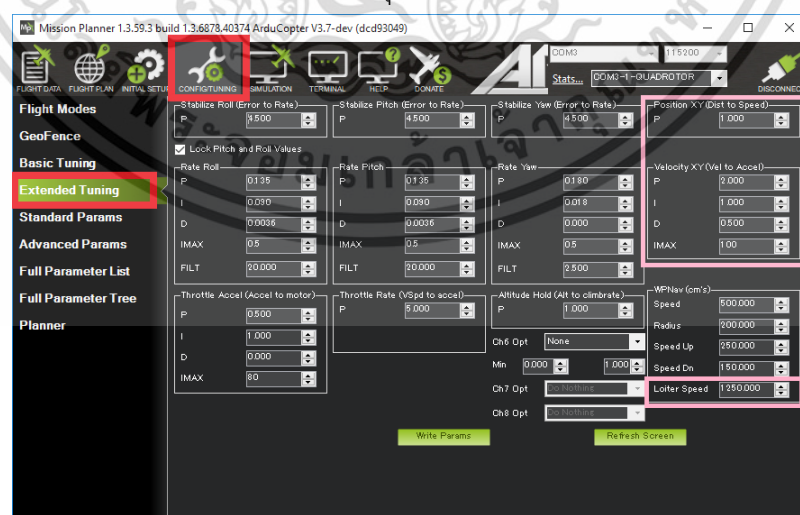 Mission Planner 1.3.59.3 build 1.3.6878.40374 ArduCopter V3.7-dev (dcd93049)
FLIGHT DATA FLIGHT PLAN INITIAL SETUP CONFIG/TUNING SIMULATION TERMINAL HELP DONATE
COM3 115200
Stats... COM3-1-QUADROTOR
DISCONNEC
Flight Modes
GeoFence
Basic Tuning
Extended Tuning
Standard Params
Advanced Params
Full Parameter List
Full Parameter Tree
Planner
Stabilize Roll (Error to Rate)
P 4.500
Stabilize Pitch (Error to Rate)
P 4.500
Stabilize Yaw (Error to Rate)
P 4.500
Position XY (Dist to Speed)
P 1.000
Lock Pitch and Roll Values
Rate Roll
P 0.135
I 0.090
D 0.0036
IMAX 0.5
FILT 20.000
Rate Pitch
P 0.135
I 0.090
D 0.0036
IMAX 0.5
FILT 20.000
Rate Yaw
P 0.180
I 0.018
D 0.000
IMAX 0.5
FILT 2.500
Velocity XY (Vel to Accel)
P 2.000
I 1.000
D 0.500
IMAX 100
Throttle Accel (Accel to motor)
P 0.500
I 1.000
D 0.000
IMAX 80
Throttle Rate (VSpd to accel)
P 5.000
Altitude Hold (Alt to climbrate)
P 1.000
Ch6 Opt None
Min 0.000 1.000
Ch7 Opt Do Nothing
Ch8 Opt Do Nothing
WPNav (cm's)
Speed 500.000
Radius 200.000
Speed Up 250.000
Speed Dn 150.000
Loiter Speed 1250.000
Write Params Refresh Screen